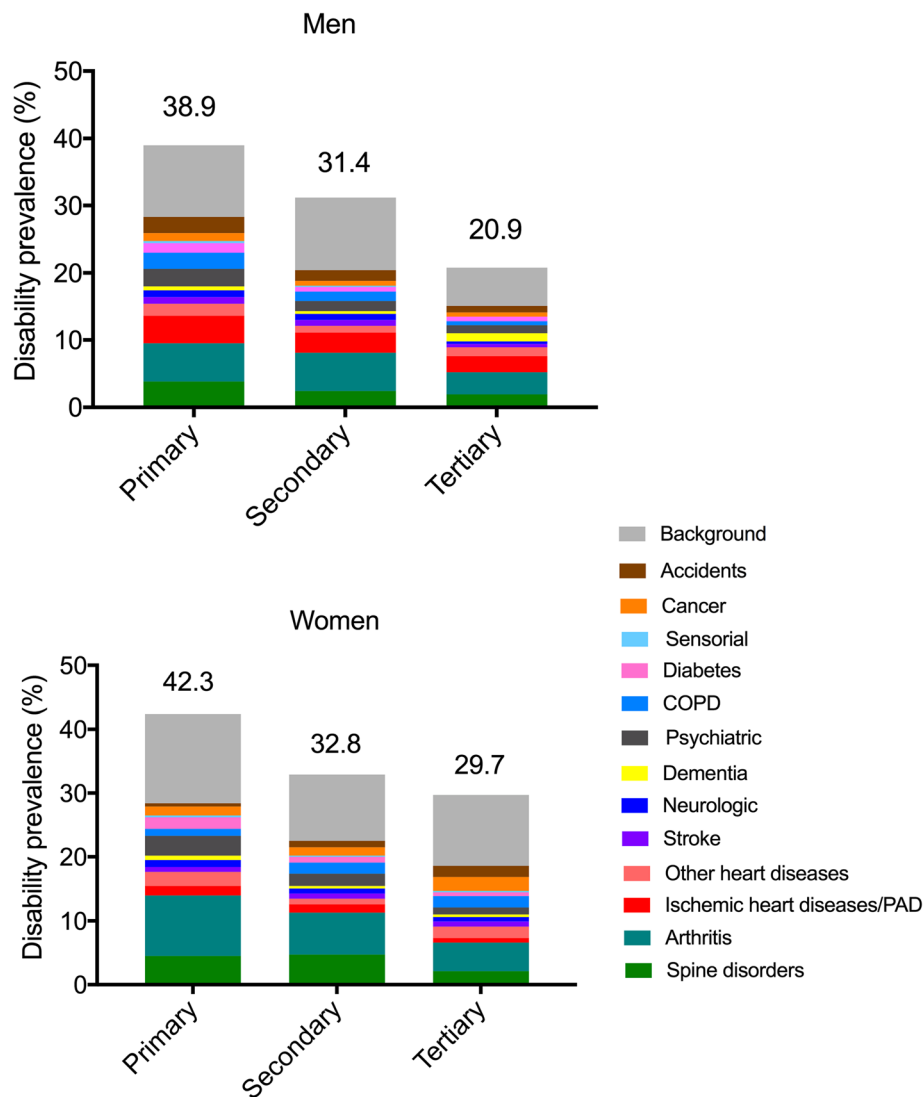 Men
Disability prevalence (%)
50
40
30
20
10
0
38.9
31.4
20.9
Primary
Secondary
Tertiary
Background
Accidents
Cancer
Sensorial
Diabetes
COPD
Psychiatric
Dementia
Neurologic
Stroke
Other heart diseases
Ischemic heart diseases/PAD
Arthritis
Spine disorders
Women
Disability prevalence (%)
50
40
30
20
10
0
42.3
32.8
29.7
Primary
Secondary
Tertiary